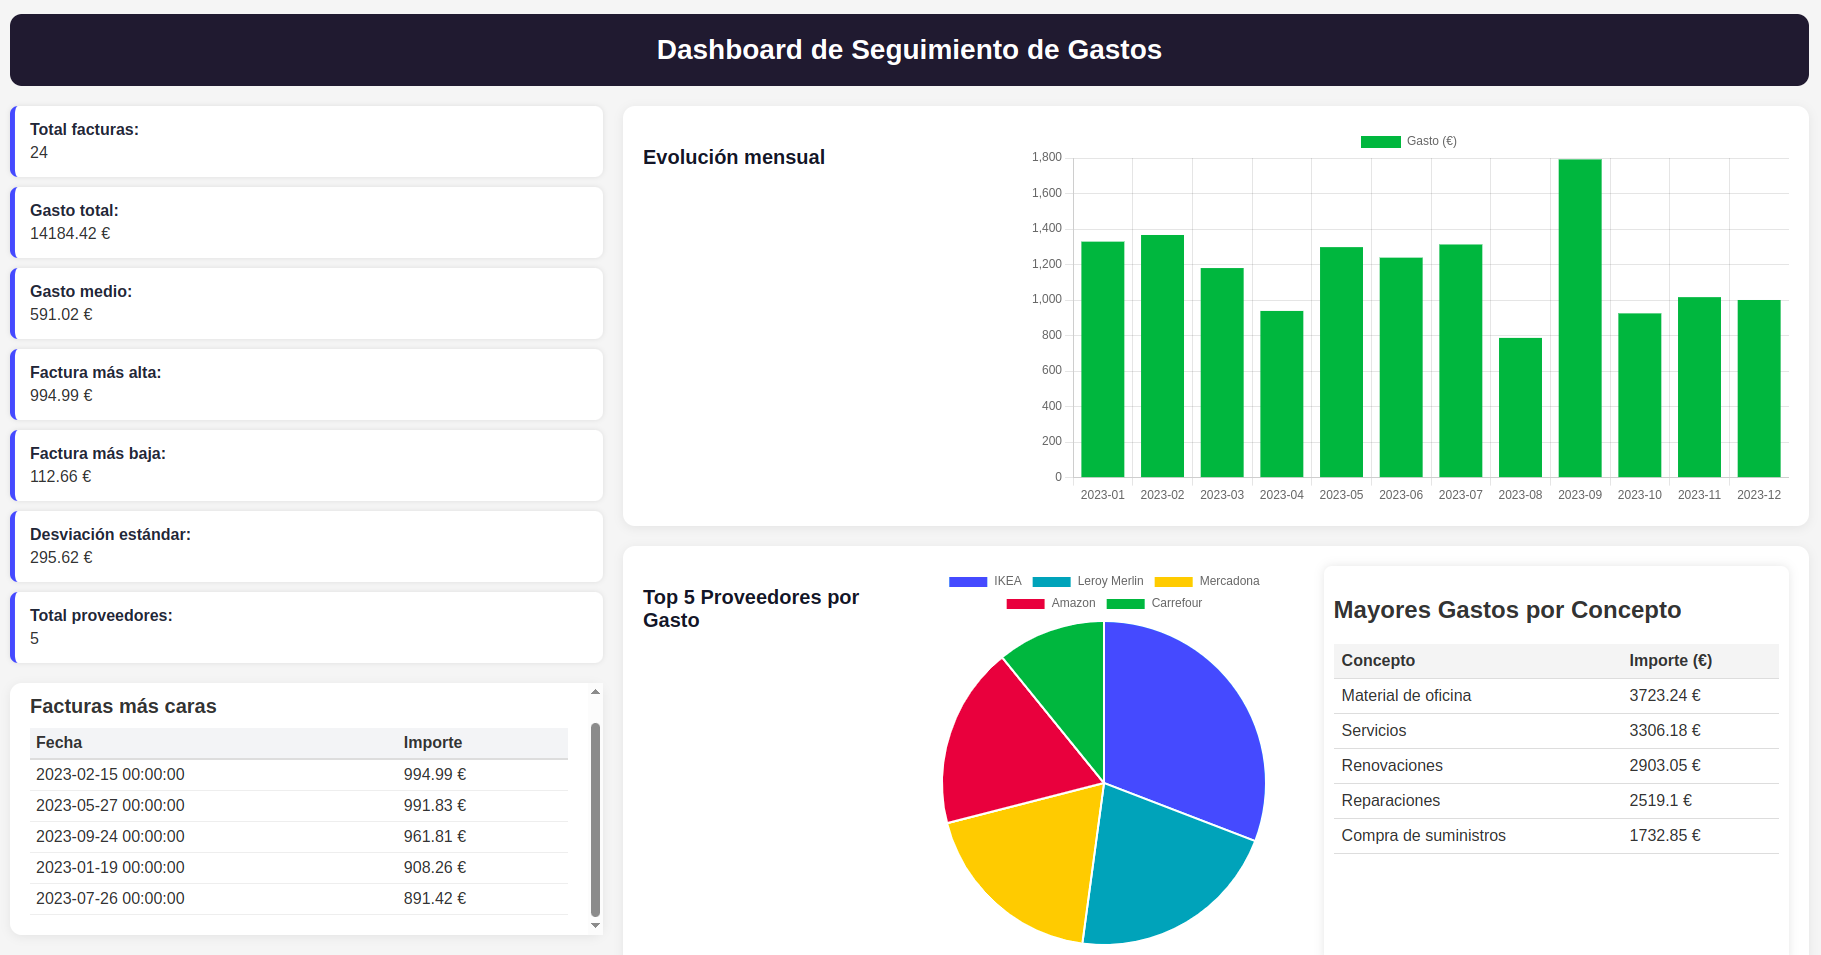 Dashboard de Seguimiento de Gastos
Total facturas:
24
Gasto total:
14184.42 €
Gasto medio:
591.02 €
Factura más alta:
994.99 €
Factura más baja:
112.66 €
Desviación estándar:
295.62 €
Total proveedores:
5
Facturas más caras
Fecha Importe
2023-02-15 00:00:00 994.99 €
2023-05-27 00:00:00 991.83 €
2023-09-24 00:00:00 961.81 €
2023-01-19 00:00:00 908.26 €
2023-07-26 00:00:00 891.42 €
Evolución mensual
Gasto (€)
1,800
1,600
1,400
1,200
1,000
800
600
400
200
0
2023-01 2023-02 2023-03 2023-04 2023-05 2023-06 2023-07 2023-08 2023-09 2023-10 2023-11 2023-12
Top 5 Proveedores por
Gasto
IKEA Leroy Merlin Mercadona
Amazon Carrefour
Mayores Gastos por Concepto
Concepto Importe (€)
Material de oficina 3723.24 €
Servicios 3306.18 €
Renovaciones 2903.05 €
Reparaciones 2519.1 €
Compra de suministros 1732.85 €